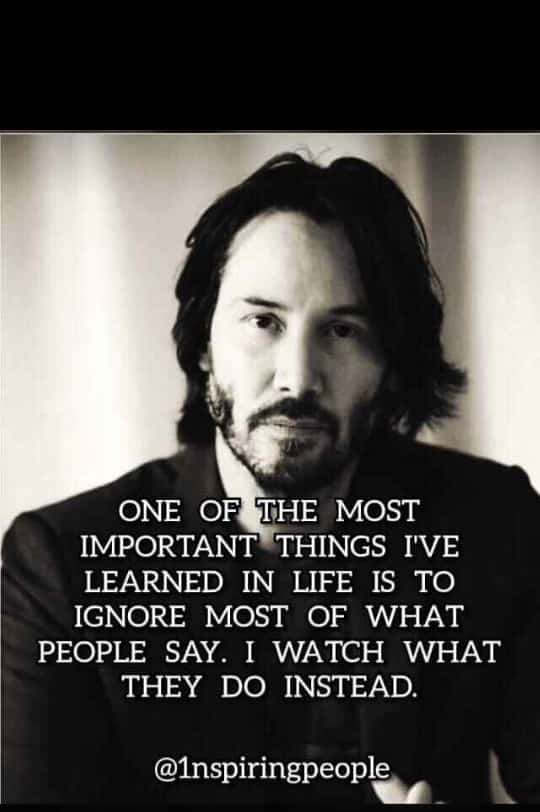 ONE OF THE MOST
IMPORTANT THINGS I'VE
LEARNED IN LIFE IS TO
IGNORE MOST OF WHAT
PEOPLE SAY. I WATCH WHAT
THEY DO INSTEAD.
@1nspiringpeople